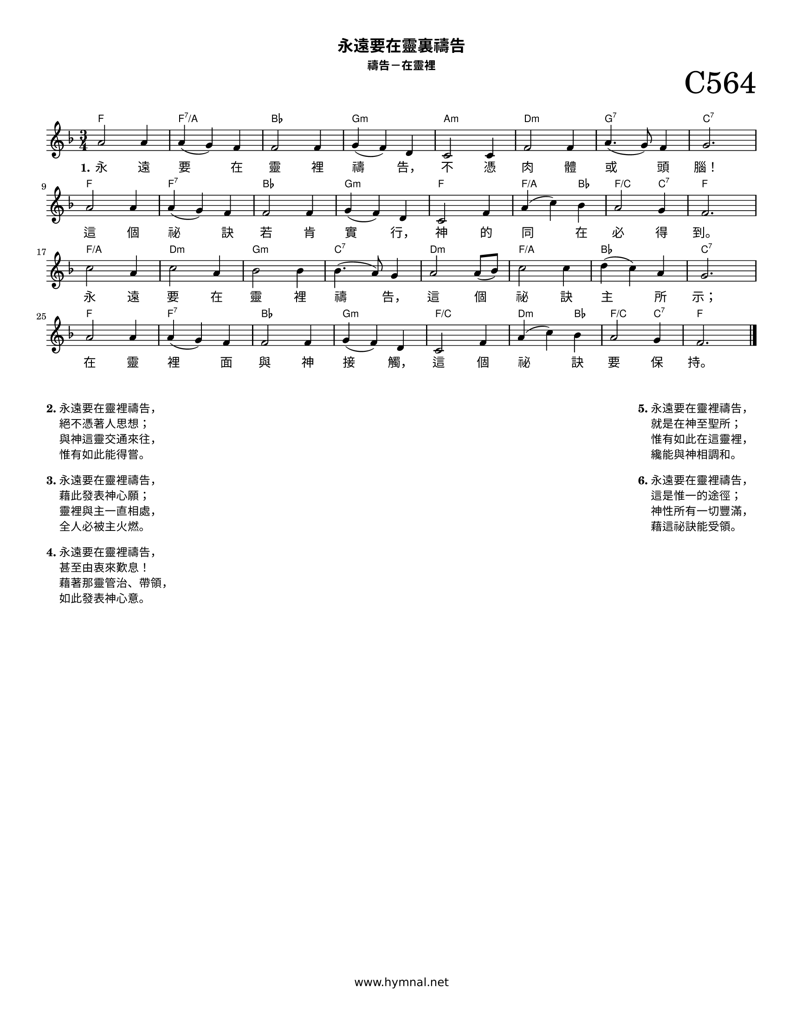 永遠要在靈裏禱告
禱告－在靈裡
C564
F F7/A B♭ Gm Am Dm G7 C7
1. 永 遠 要 在 靈 裡 禱 告， 不 憑 肉 體 或 頭 腦！
9 F F7 B♭ Gm F F/A B♭ F/C C7 F
這 個 祕 訣 若 肯 實 行， 神 的 同 在 必 得 到。
17 F/A Dm Gm C7 Dm F/A B♭ C7
永 遠 要 在 靈 裡 禱 告， 這 個 祕 訣 主 所 示；
25 F F7 B♭ Gm F/C Dm B♭ F/C C7 F
在 靈 裡 面 與 神 接 觸， 這 個 祕 訣 要 保 持。
2. 永遠要在靈裡禱告，
絕不憑著人思想；
與神這靈交通來往，
惟有如此能得嘗。
3. 永遠要在靈裡禱告，
藉此發表神心願；
靈裡與主一直相處，
全人必被主火燃。
4. 永遠要在靈裡禱告，
甚至由衷來歎息！
藉著那靈管治、帶領，
如此發表神心意。
5. 永遠要在靈裡禱告，
就是在神至聖所；
惟有如此在這靈裡，
纔能與神相調和。
6. 永遠要在靈裡禱告，
這是惟一的途徑；
神性所有一切豐滿，
藉這祕訣能受領。
www.hymnal.net